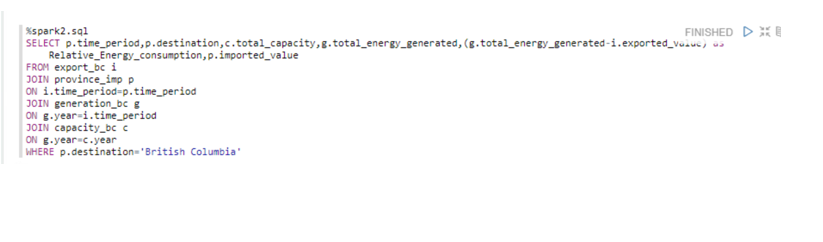 %spark2.sql
FINISHED
SELECT p.time_period,p.destination,c.total_capacity,g.total_energy_generated,(g.total_energy_generated-i.exported_value) as
Relative_Energy_consumption,p.imported_value
FROM export_bc i
JOIN province_imp p
ON i.time_period=p.time_period
JOIN generation_bc g
ON g.year=i.time_period
JOIN capacity_bc c
ON g.year=c.year
WHERE p.destination='British Columbia'